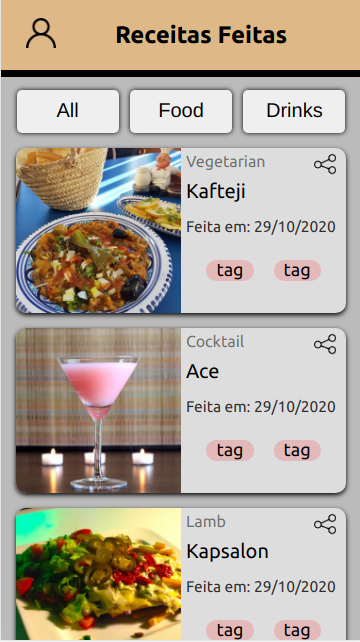 Receitas Feitas
All
Food
Drinks
Vegetarian
Kafteji
Feita em: 29/10/2020
tag
tag
Cocktail
Ace
Feita em: 29/10/2020
tag
tag
Lamb
Kapsalon
Feita em: 29/10/2020
tag
tag